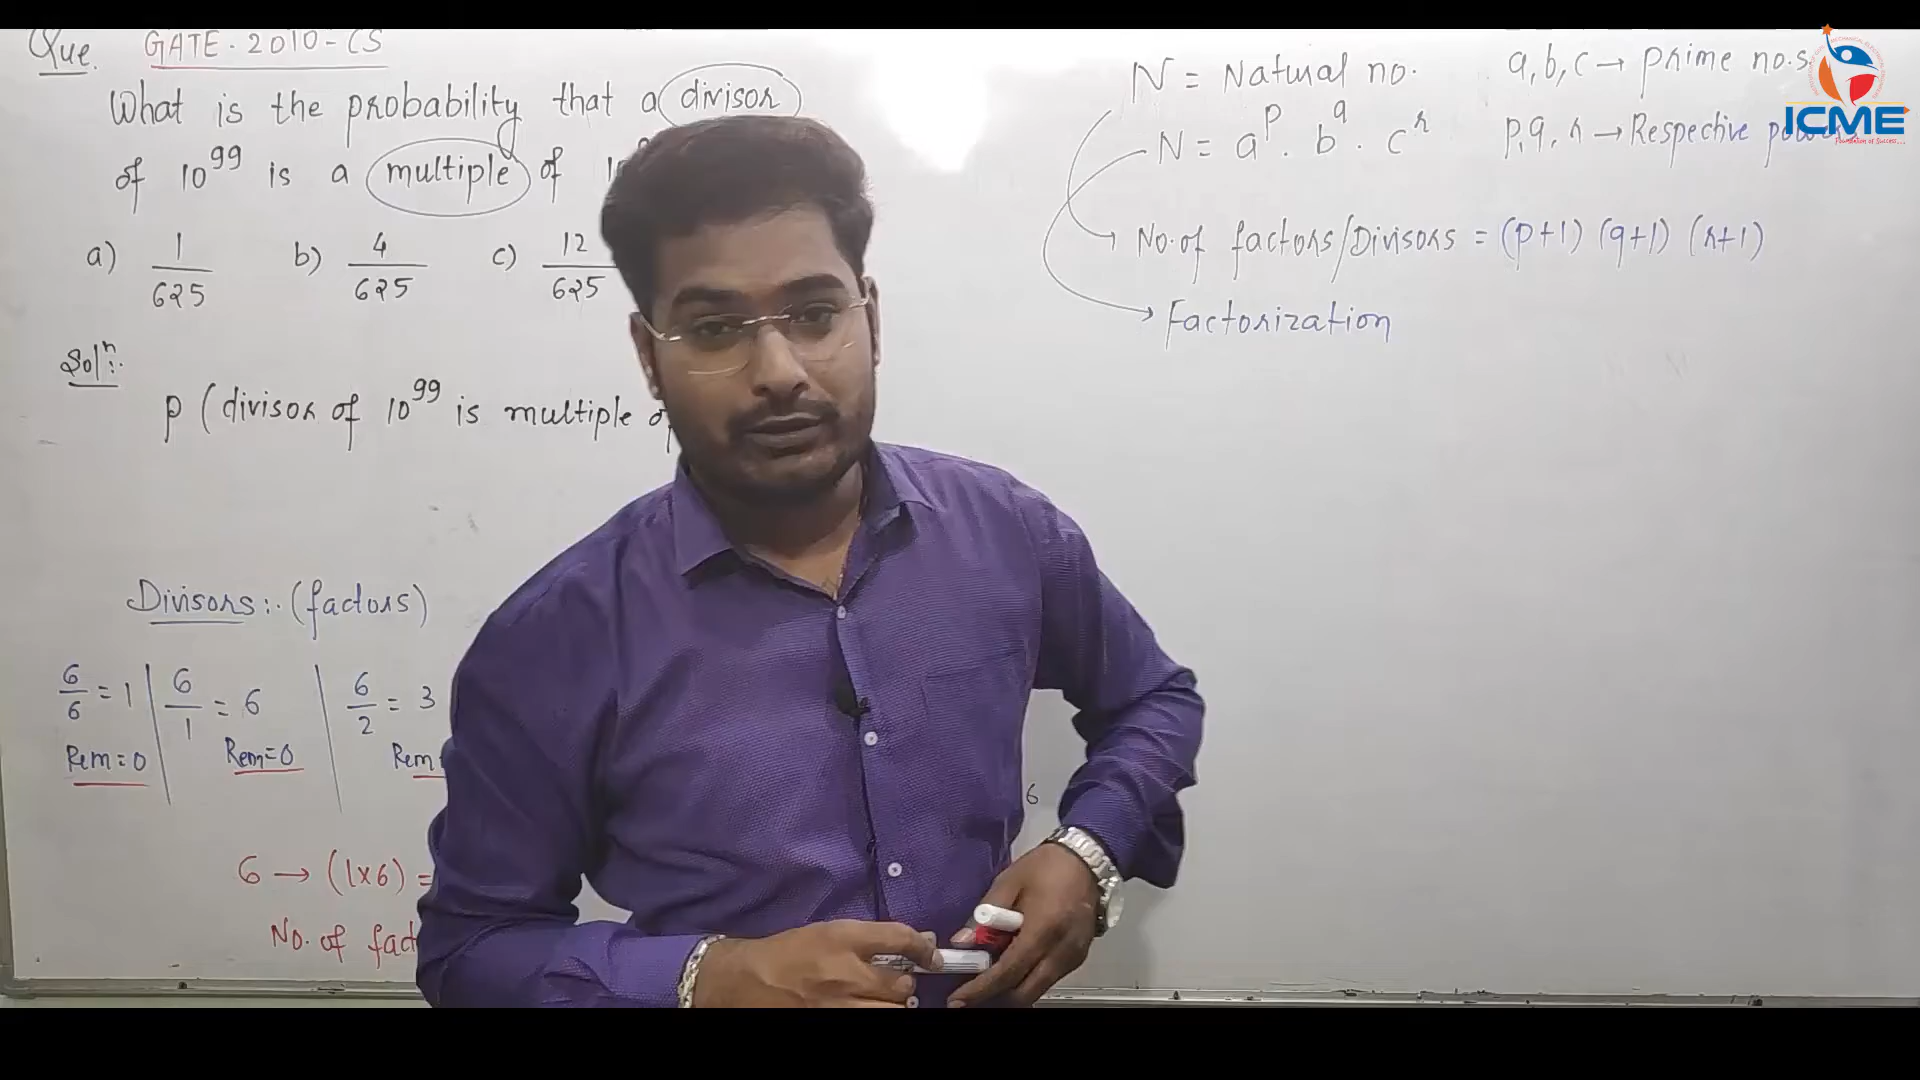 Que. GATE. 2010-CS
What is the probability that a divisor
of 10^99 is a multiple of
a) 1/625 b) 4/625 c) 12/625
Solⁿ:.
P (divisor of 10^99 is multiple
Divisors:. (factors)
6/6 = 1 | 6/1 = 6 | 6/2 = 3
Rem=0 Rem=0 Rem
6
6 → (1x6) =
No. of
N = Natural no. a,b,c → prime no.s
N = a^p . b^q . c^r p,q,r → Respective
No. of factors/Divisors = (p+1) (q+1) (r+1)
Factorization
ICME
Foundation of Success....